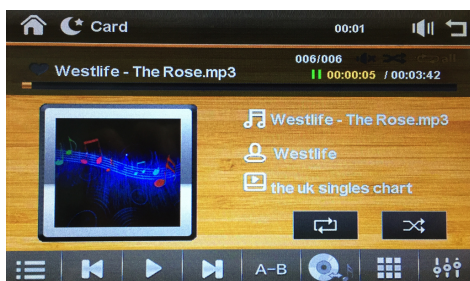 Card
00:01
006/006
Westlife - The Rose.mp3
00:00:05 / 00:03:42
Westlife - The Rose.mp3
Westlife
the uk singles chart
A-B